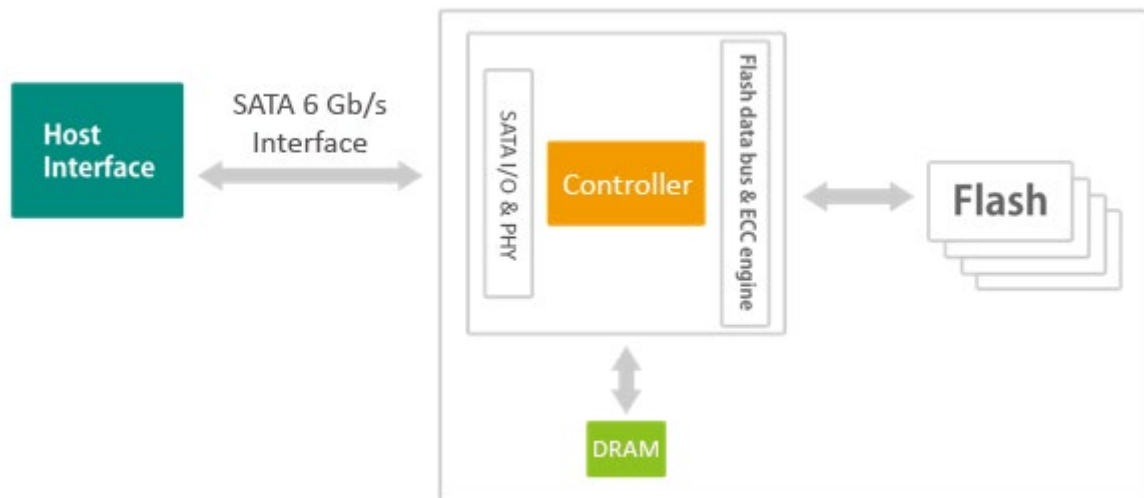 Host
Interface
SATA 6 Gb/s
Interface
SATA I/O & PHY
Controller
Flash data bus & ECC engine
Flash
DRAM